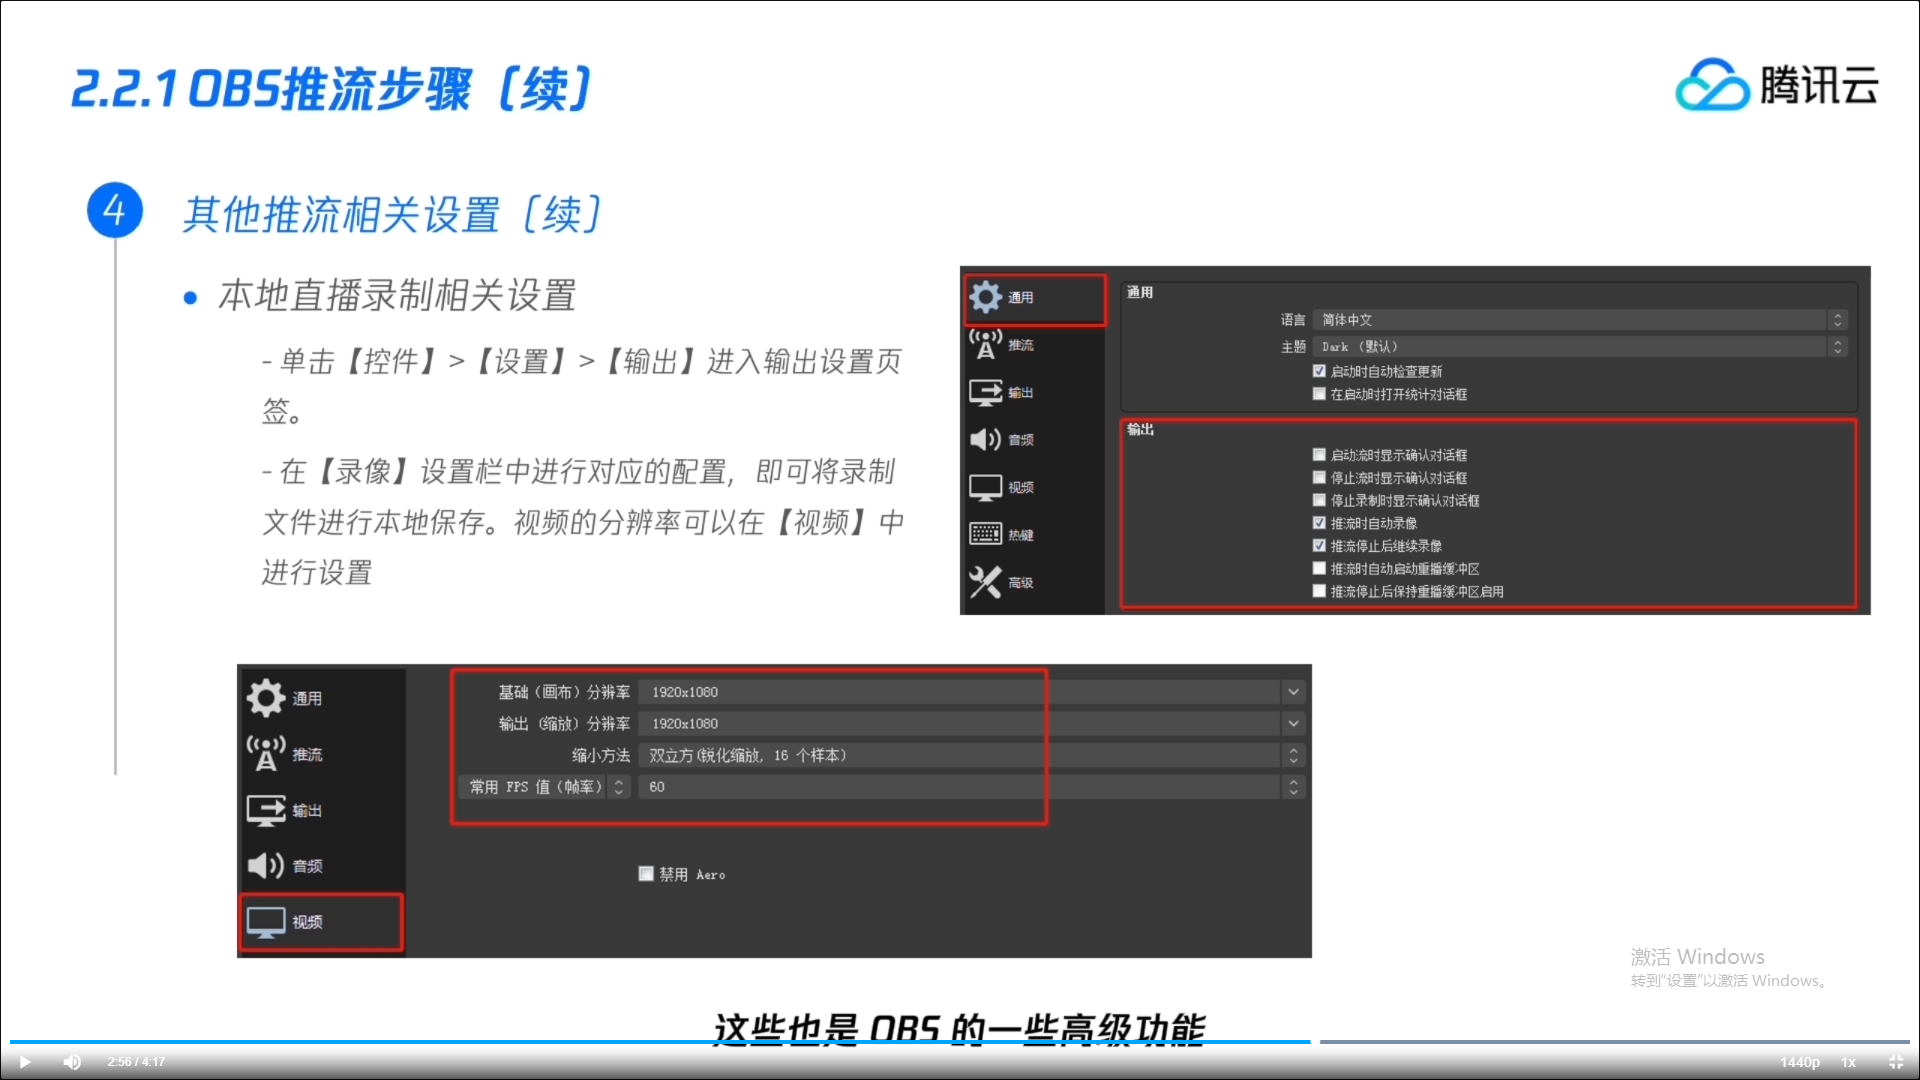 2.2.1 OBS推流步骤（续）
腾讯云
4
其他推流相关设置（续）
本地直播录制相关设置
- 单击【控件】>【设置】>【输出】进入输出设置页
签。
- 在【录像】设置栏中进行对应的配置，即可将录制
文件进行本地保存。视频的分辨率可以在【视频】中
进行设置
通用
推流
输出
音频
视频
热键
高级
通用
语言 简体中文
主题 Dark （默认）
启动时自动检查更新
在启动时打开统计对话框
输出
启动流时显示确认对话框
停止流时显示确认对话框
停止录制时显示确认对话框
推流时自动录像
推流停止后继续录像
推流时自动启动重播缓冲区
推流停止后保持重播缓冲区启用
通用
推流
输出
音频
视频
基础（画布）分辨率 1920x1080
输出（缩放）分辨率 1920x1080
缩小方法 双立方(锐化缩放，16 个样本)
常用 FPS 值（帧率） 60
禁用 Aero
激活 Windows
转到“设置”以激活 Windows。
这些也是 OBS 的一些高级功能
2:56 / 4:17
1440p 1x